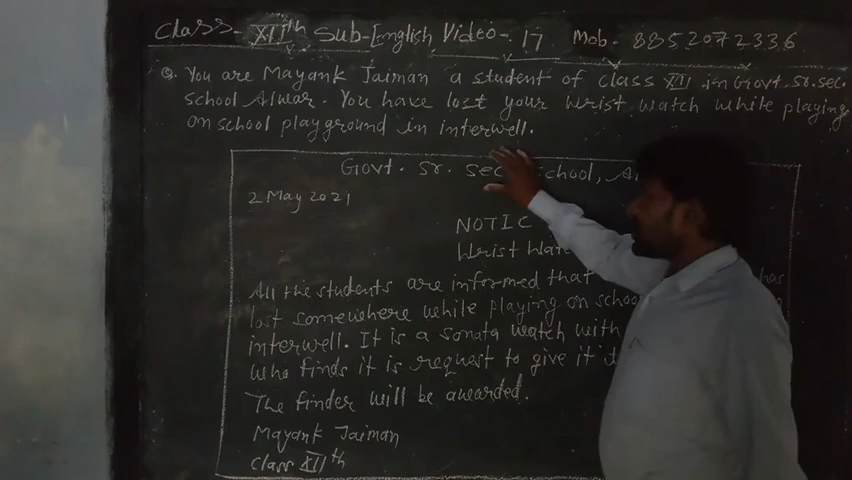 Class- XIIth Sub-English Video- 17 Mob- 8852072336
Q. You are Mayank Jaiman a student of class XII in Govt. sr. sec.
school Alwar. You have lost your wrist watch while playing
on school playground in interwell.
Govt. sr. sec school,
2 May 2021
NOTIC
Wrist Wat
All the students are informed that has
lost somewhere while playing on schoo
interwell. It is a sonata watch with
who finds it is request to give it
The finder will be awarded.
Mayank Jaiman
class XIIth